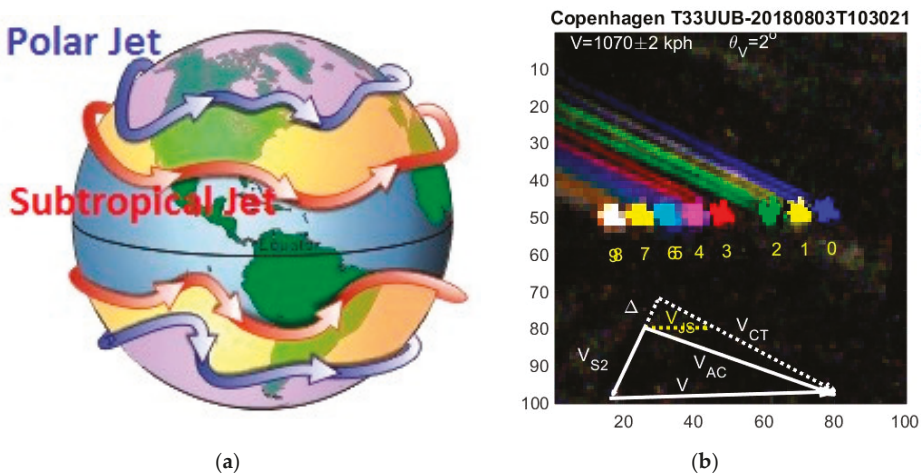 Polar Jet
Subtropical Jet
Equator
(a)
Copenhagen T33UUB-20180803T103021
V=1070±2 kph θV=2°
10
20
30
40
50
60
70
80
90
100
98 7 65 4 3 2 1 0
Δ
VJS
VCT
VS2
VAC
V
20 40 60 80 100
(b)